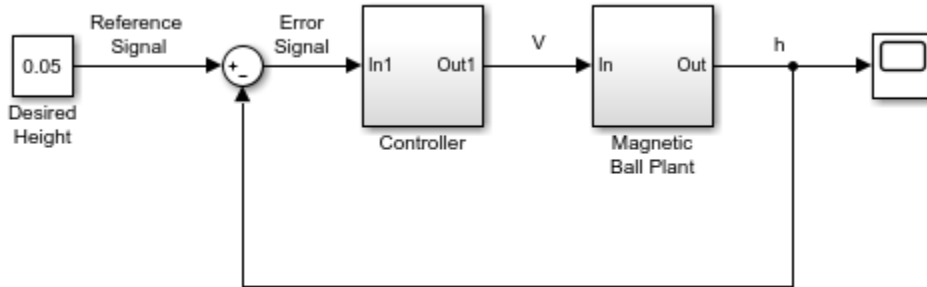 Reference
Signal
Error
Signal
V
h
0.05
+
-
In1
Out1
In
Out
Desired
Height
Controller
Magnetic
Ball Plant